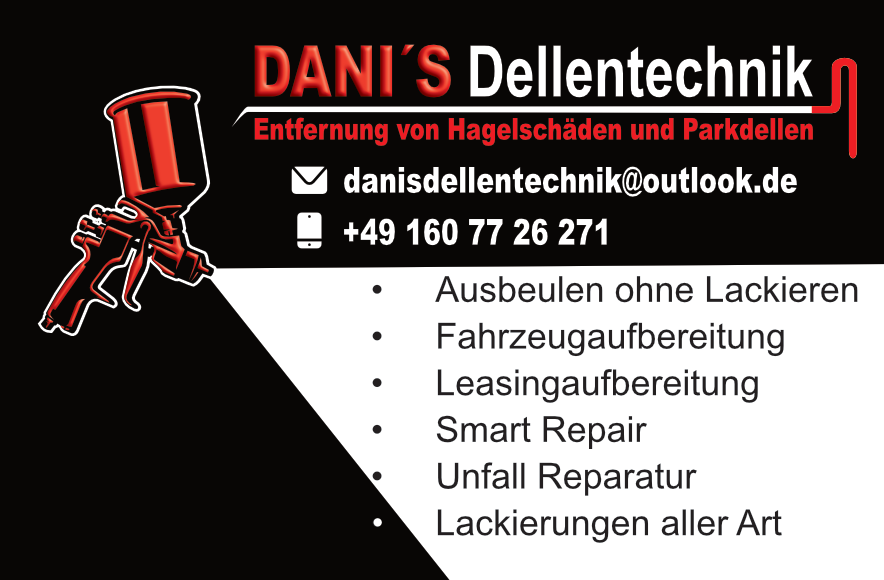 DANI´S Dellentechnik
Entfernung von Hagelschäden und Parkdellen
danisdellentechnik@outlook.de
+49 160 77 26 271
• Ausbeulen ohne Lackieren
• Fahrzeugaufbereitung
• Leasingaufbereitung
• Smart Repair
• Unfall Reparatur
• Lackierungen aller Art